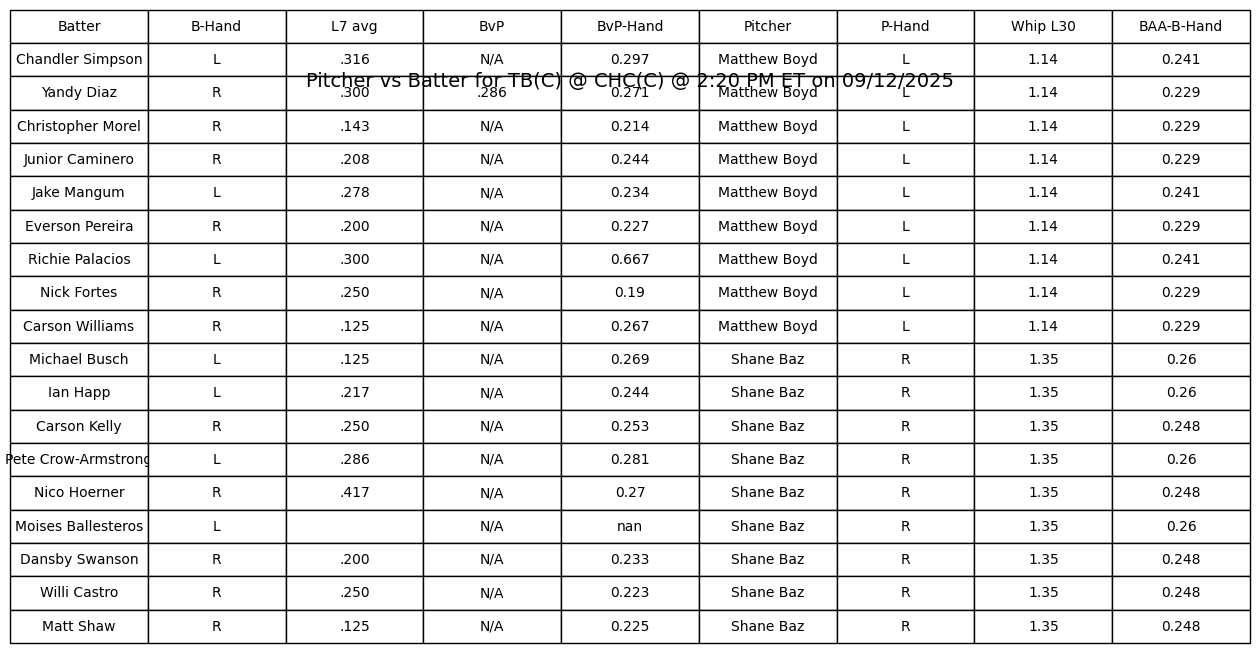 Batter B-Hand L7 avg BvP BvP-Hand Pitcher P-Hand Whip L30 BAA-B-Hand
Chandler Simpson L .316 N/A 0.297 Matthew Boyd L 1.14 0.241
Pitcher vs Batter for TB(C) @ CHC(C) @ 2:20 PM ET on 09/12/2025
Yandy Diaz R .300 .286 0.271 Matthew Boyd L 1.14 0.229
Christopher Morel R .143 N/A 0.214 Matthew Boyd L 1.14 0.229
Junior Caminero R .208 N/A 0.244 Matthew Boyd L 1.14 0.229
Jake Mangum L .278 N/A 0.234 Matthew Boyd L 1.14 0.241
Everson Pereira R .200 N/A 0.227 Matthew Boyd L 1.14 0.229
Richie Palacios L .300 N/A 0.667 Matthew Boyd L 1.14 0.241
Nick Fortes R .250 N/A 0.19 Matthew Boyd L 1.14 0.229
Carson Williams R .125 N/A 0.267 Matthew Boyd L 1.14 0.229
Michael Busch L .125 N/A 0.269 Shane Baz R 1.35 0.26
Ian Happ L .217 N/A 0.244 Shane Baz R 1.35 0.26
Carson Kelly R .250 N/A 0.253 Shane Baz R 1.35 0.248
Pete Crow-Armstrong L .286 N/A 0.281 Shane Baz R 1.35 0.26
Nico Hoerner R .417 N/A 0.27 Shane Baz R 1.35 0.248
Moises Ballesteros L N/A nan Shane Baz R 1.35 0.26
Dansby Swanson R .200 N/A 0.233 Shane Baz R 1.35 0.248
Willi Castro R .250 N/A 0.223 Shane Baz R 1.35 0.248
Matt Shaw R .125 N/A 0.225 Shane Baz R 1.35 0.248